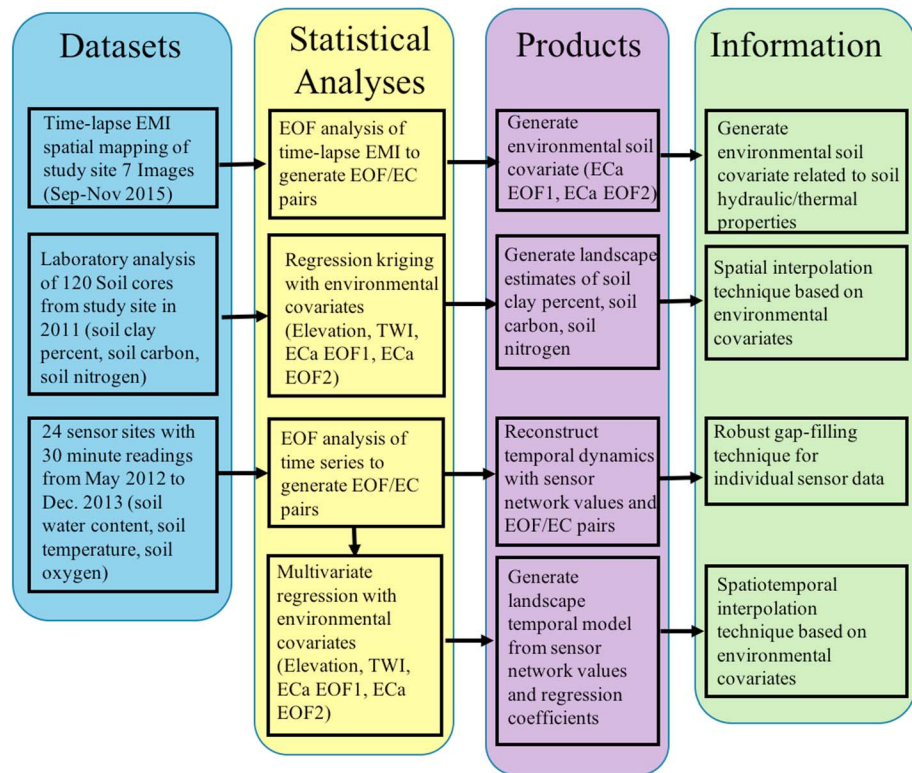 Datasets
Time-lapse EMI
spatial mapping of
study site 7 Images
(Sep-Nov 2015)
Laboratory analysis
of 120 Soil cores
from study site in
2011 (soil clay
percent, soil carbon,
soil nitrogen)
24 sensor sites with
30 minute readings
from May 2012 to
Dec. 2013 (soil
water content, soil
temperature, soil
oxygen)
Statistical
Analyses
EOF analysis of
time-lapse EMI to
generate EOF/EC
pairs
Regression kriging
with environmental
covariates
(Elevation, TWI,
ECa EOF1, ECa
EOF2)
EOF analysis of
time series to
generate EOF/EC
pairs
Multivariate
regression with
environmental
covariates
(Elevation, TWI,
ECa EOF1, ECa
EOF2)
Products
Generate
environmental soil
covariate (ECa
EOF1, ECa EOF2)
Generate landscape
estimates of soil
clay percent, soil
carbon, soil
nitrogen
Reconstruct
temporal dynamics
with sensor
network values and
EOF/EC pairs
Generate
landscape
temporal model
from sensor
network values
and regression
coefficients
Information
Generate
environmental soil
covariate related to soil
hydraulic/thermal
properties
Spatial interpolation
technique based on
environmental
covariates
Robust gap-filling
technique for
individual sensor data
Spatiotemporal
interpolation
technique based on
environmental
covariates